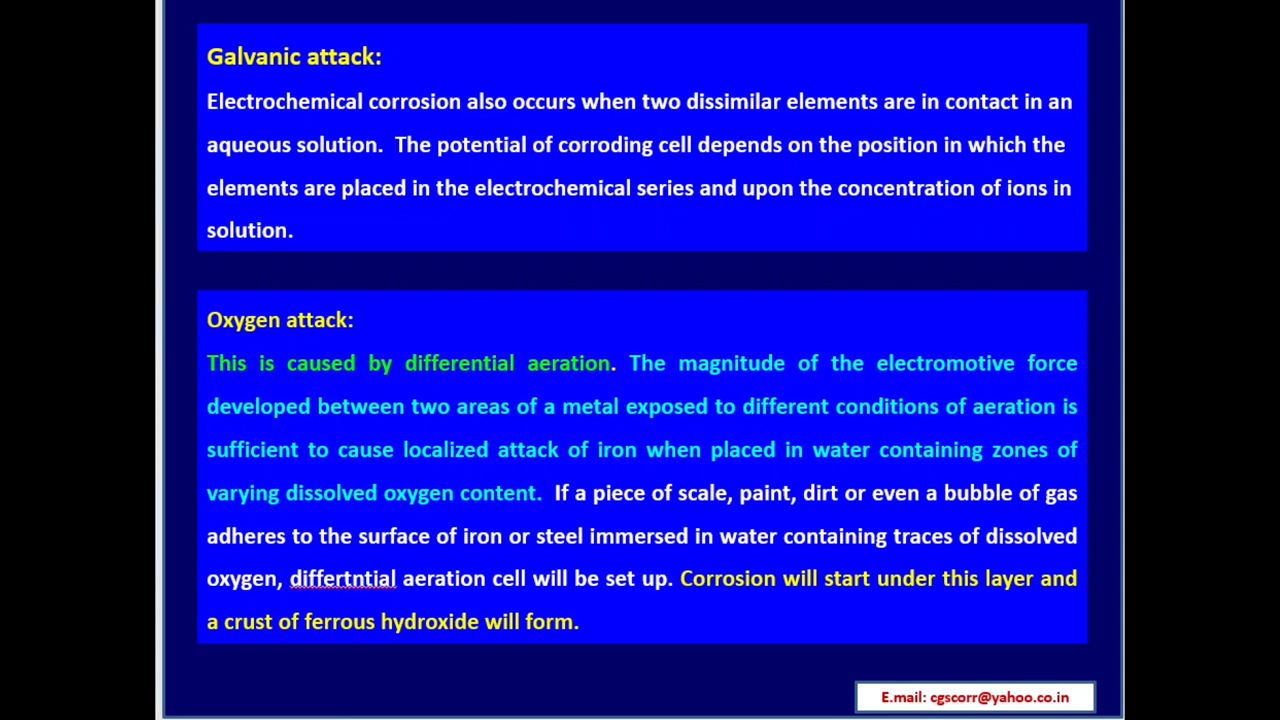 Galvanic attack:
Electrochemical corrosion also occurs when two dissimilar elements are in contact in an
aqueous solution.  The potential of corroding cell depends on the position in which the
elements are placed in the electrochemical series and upon the concentration of ions in
solution.
Oxygen attack:
This is caused by differential aeration. The magnitude of the electromotive force
developed between two areas of a metal exposed to different conditions of aeration is
sufficient to cause localized attack of iron when placed in water containing zones of
varying dissolved oxygen content.  If a piece of scale, paint, dirt or even a bubble of gas
adheres to the surface of iron or steel immersed in water containing traces of dissolved
oxygen, differtntial aeration cell will be set up. Corrosion will start under this layer and
a crust of ferrous hydroxide will form.
E.mail: cgscorr@yahoo.co.in